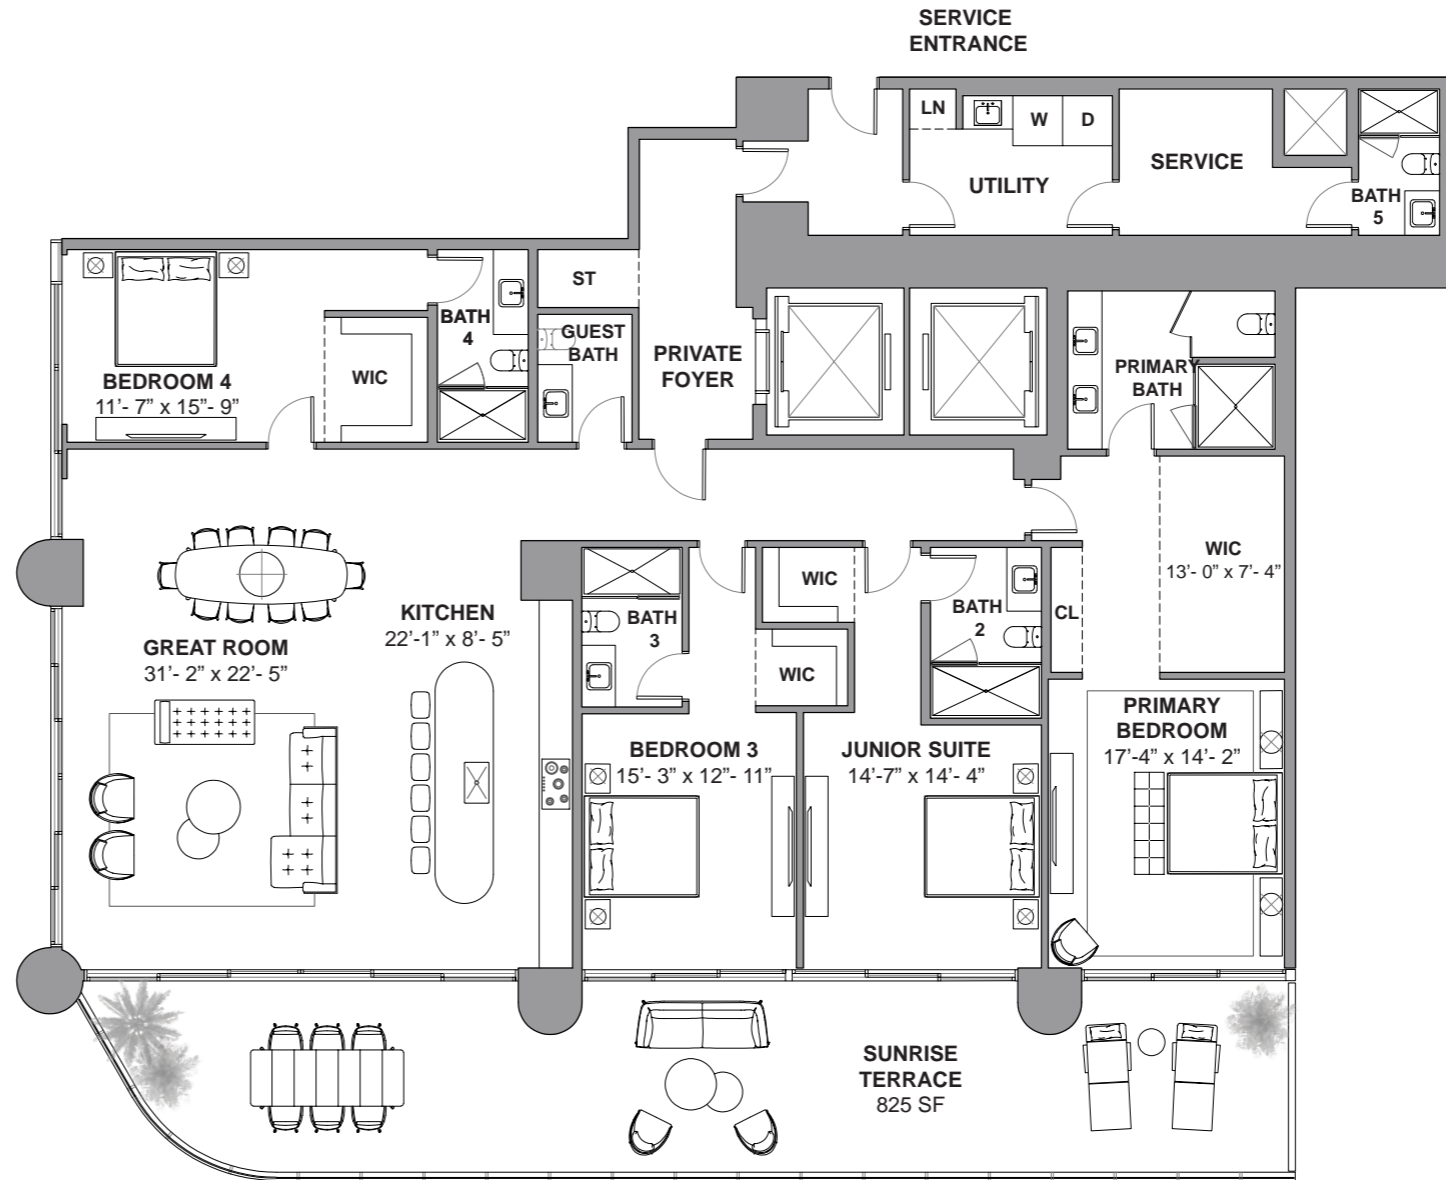 SERVICE
ENTRANCE
LN
W
D
UTILITY
SERVICE
BATH
5
ST
BATH
4
GUEST
BATH
PRIVATE
FOYER
WIC
BEDROOM 4
11’- 7” x 15”- 9”
PRIMARY
BATH
WIC
13’- 0” x 7’- 4”
KITCHEN
22’-1” x 8’- 5”
GREAT ROOM
31’- 2” x 22’- 5”
BATH
3
WIC
WIC
BATH
2
CL
BEDROOM 3
15’- 3” x 12”- 11”
JUNIOR SUITE
14’-7” x 14’- 4”
PRIMARY
BEDROOM
17’-4” x 14’- 2”
SUNRISE
TERRACE
825 SF